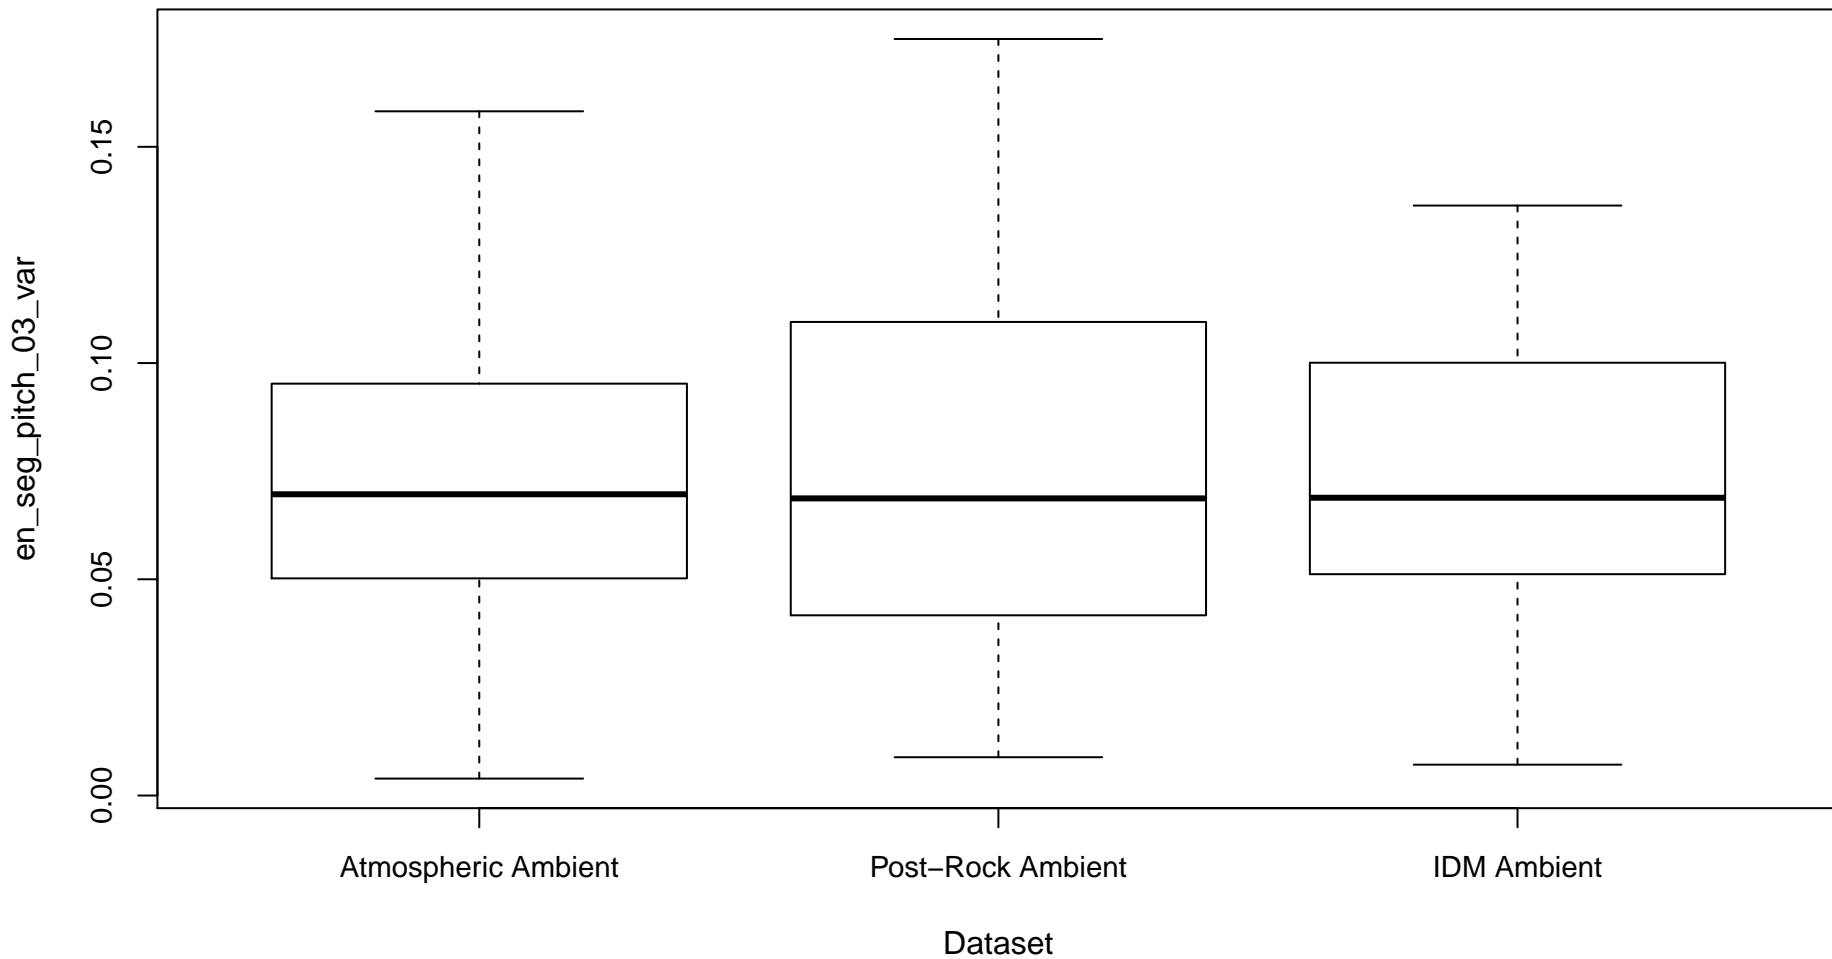 en_seg_pitch_03_var
0.15
0.10
0.05
0.00
Atmospheric Ambient
Post−Rock Ambient
IDM Ambient
Dataset